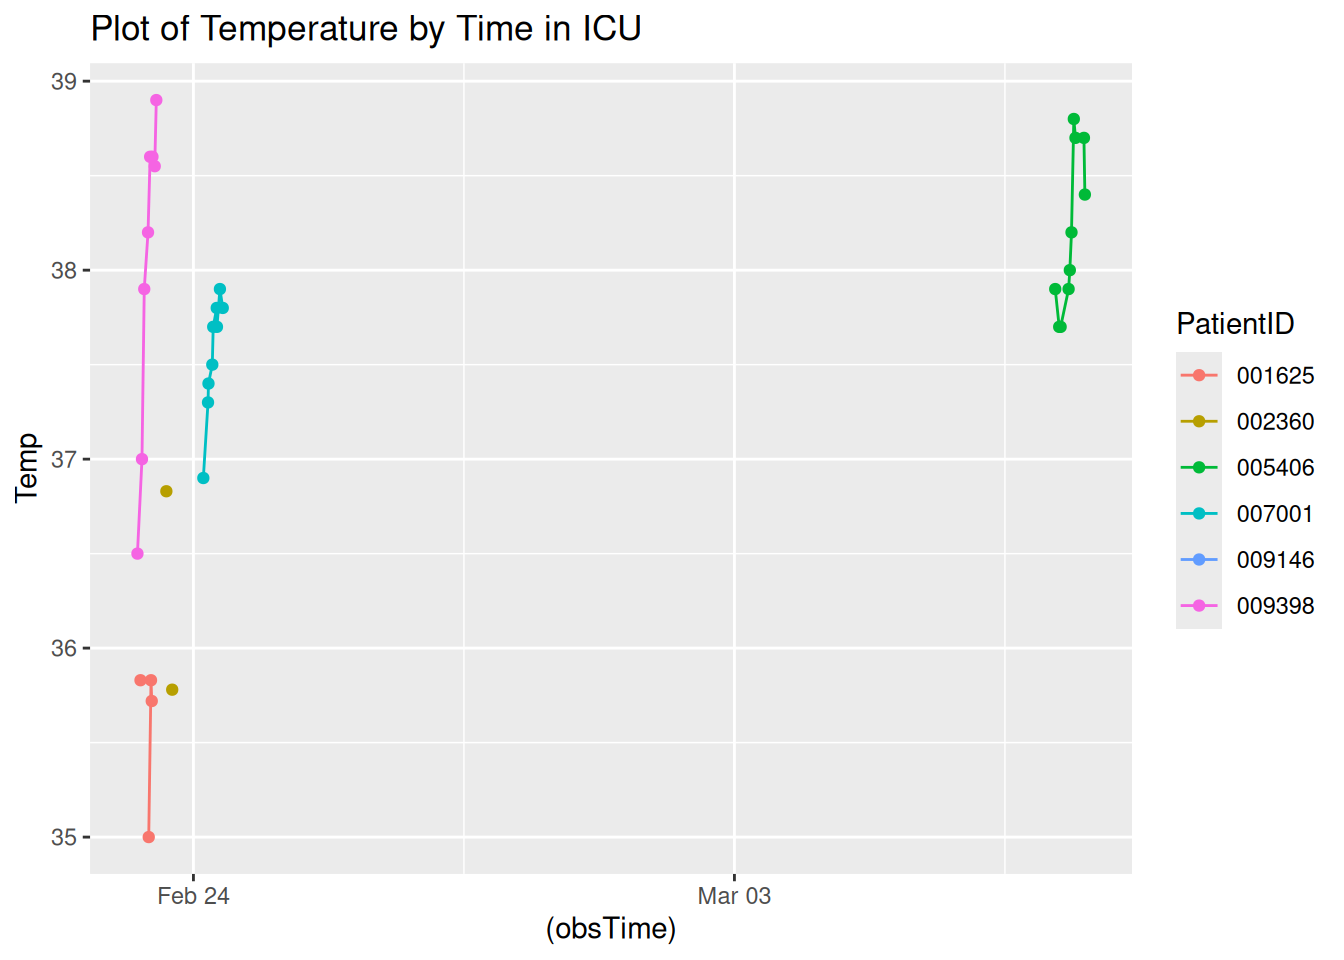 Plot of Temperature by Time in ICU
39
38
37
36
35
Temp
Feb 24
Mar 03
(obsTime)
PatientID
001625
002360
005406
007001
009146
009398